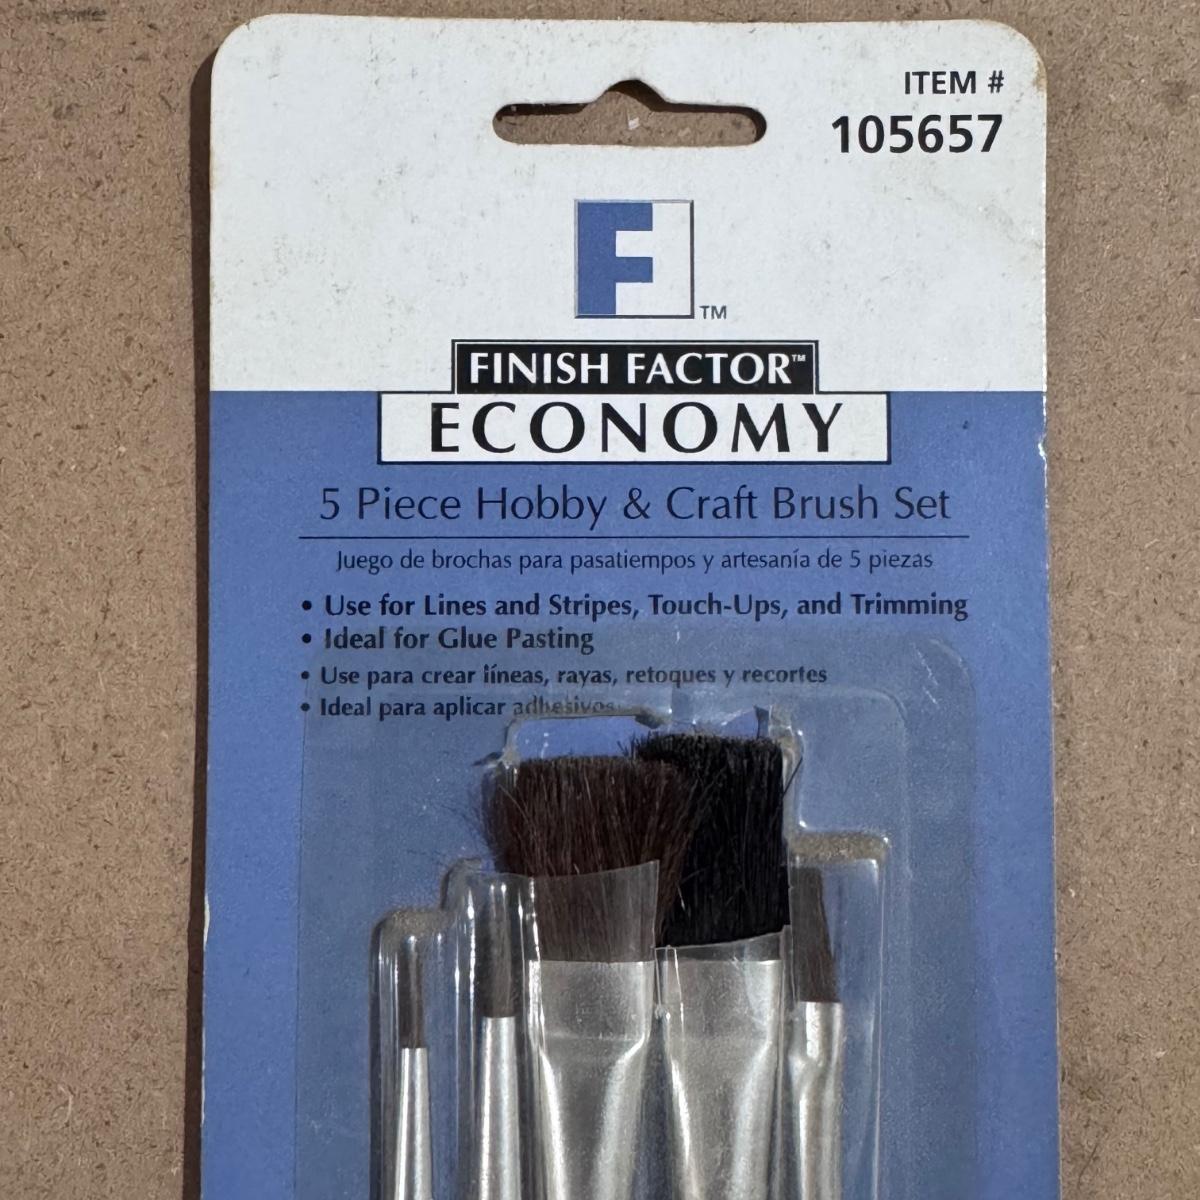 ITEM #
105657
F
TM
FINISH FACTOR™
ECONOMY
5 Piece Hobby & Craft Brush Set
Juego de brochas para pasatiempos y artesanía de 5 piezas
• Use for Lines and Stripes, Touch-Ups, and Trimming
• Ideal for Glue Pasting
• Use para crear líneas, rayas, retoques y recortes
• Ideal para aplicar adhesivos